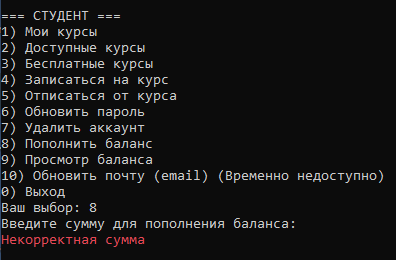 === СТУДЕНТ ===
1) Мои курсы
2) Доступные курсы
3) Бесплатные курсы
4) Записаться на курс
5) Отписаться от курса
6) Обновить пароль
7) Удалить аккаунт
8) Пополнить баланс
9) Просмотр баланса
10) Обновить почту (email) (Временно недоступно)
0) Выход
Ваш выбор: 8
Введите сумму для пополнения баланса:
Некорректная сумма